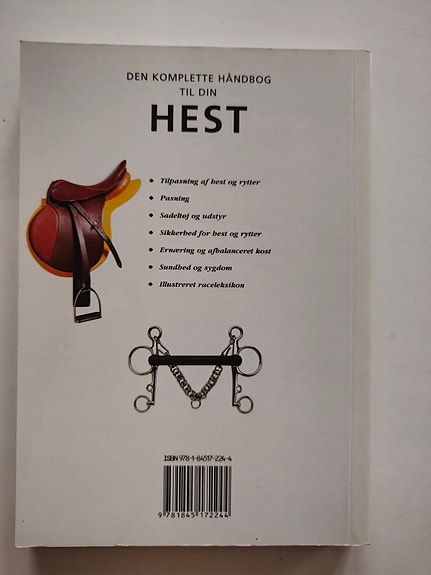 DEN KOMPLETTE HÅNDBOG
TIL DIN
HEST
• Tilpasning af hest og rytter
• Pasning
• Sadeltøj og udstyr
• Sikkerhed for hest og rytter
• Ernæring og afbalanceret kost
• Sundhed og sygdom
• Illustreret raceleksikon
ISBN 978-1-84517-224-4
9 781845 172244